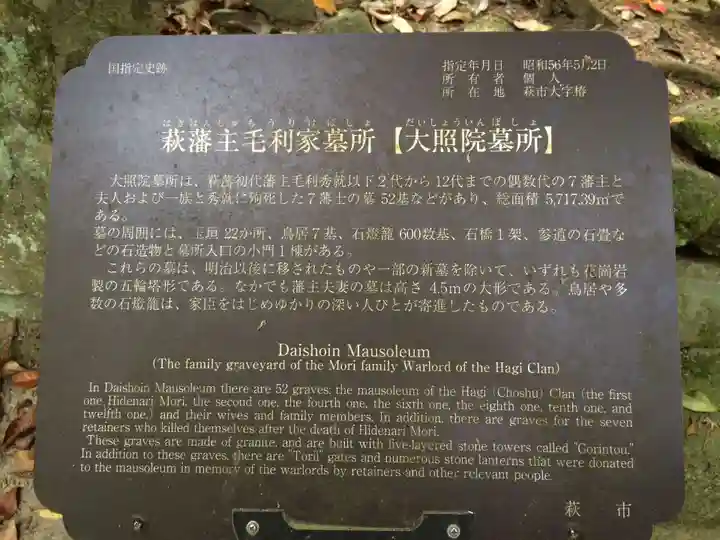 国指定史跡
指定年月日 昭和56年5月2日
所有者 個人
所在地 萩市大字椿
はぎはんしゅもうりけぼしょ だいしょういんぼしょ
萩藩主毛利家墓所【大照院墓所】
大照院墓所は、萩藩初代藩主毛利秀就以下2代から12代までの偶数代の7藩主と
夫人および一族と秀就に殉死した7藩士の墓52基などがあり、総面積5,717.39㎡で
ある。
墓の周囲には、玉垣22か所、鳥居7基、石燈籠600数基、石橋1架、参道の石畳な
どの石造物と墓所入口の小門1棟がある。
これらの墓は、明治以後に移されたものや一部の新墓を除いて、いずれも花崗岩
製の五輪塔形である。なかでも藩主夫妻の墓は高さ4.5mの大形である。鳥居や多
数の石燈籠は、家臣をはじめゆかりの深い人びとが寄進したものである。
Daishoin Mausoleum
(The family graveyard of the Mori family Warlord of the Hagi Clan)
In Daishoin Mausoleum there are 52 graves; the mausoleum of the Hagi (Choshu) Clan (the first
one, Hidenari Mori, the second one, the fourth one, the sixth one, the eighth one, tenth one, and
twelfth one,) and their wives and family members. In addition, there are graves for the seven
retainers who killed themselves after the death of Hidenari Mori.
These graves are made of granite, and are built with five-layered stone towers called "Gorintou."
In addition to these graves, there are "Torii" gates and numerous stone lanterns that were donated
to the mausoleum in memory of the warlords by retainers and other relevant people.
萩市